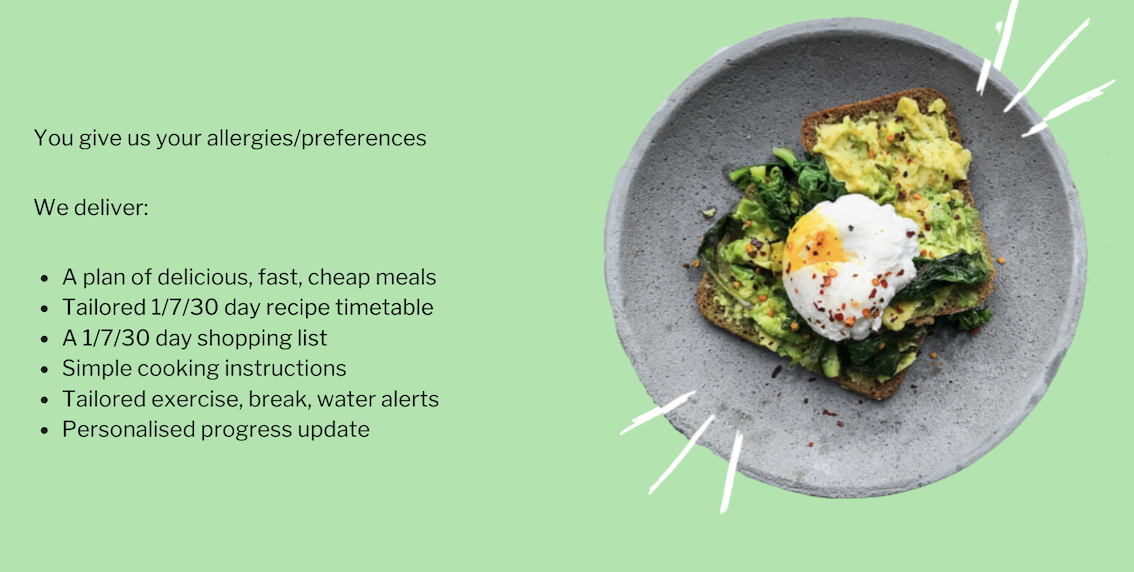 You give us your allergies/preferences
We deliver:
• A plan of delicious, fast, cheap meals
• Tailored 1/7/30 day recipe timetable
• A 1/7/30 day shopping list
• Simple cooking instructions
• Tailored exercise, break, water alerts
• Personalised progress update